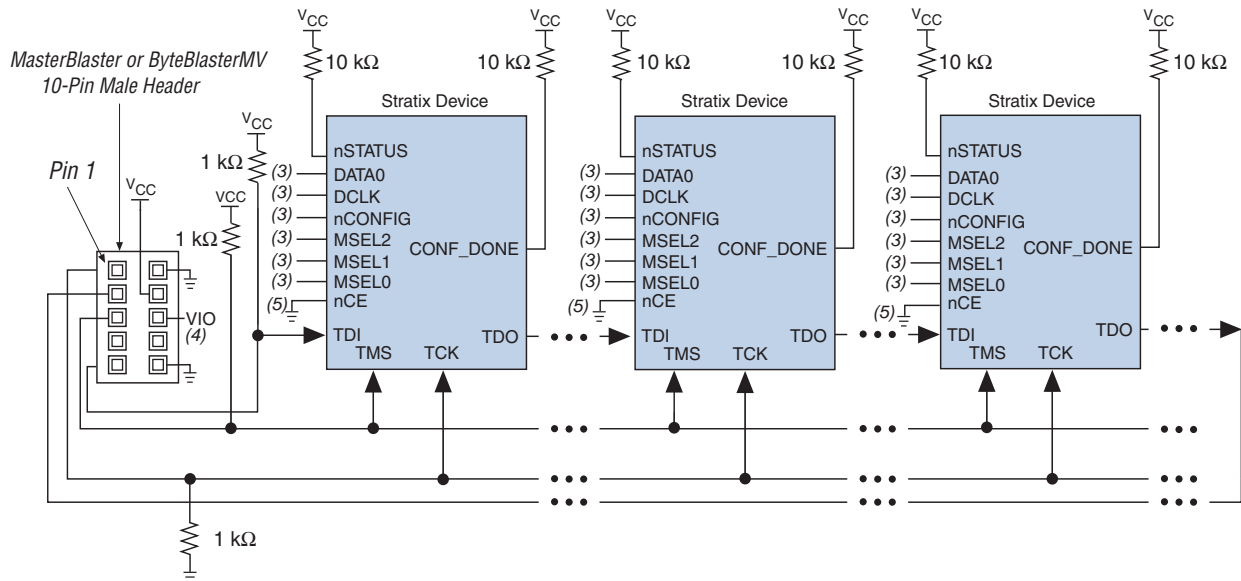 MasterBlaster or ByteBlasterMV
10-Pin Male Header
Pin 1
VCC
VCC
1 kΩ
VCC
1 kΩ
VIO
(4)
1 kΩ
VCC
10 kΩ
VCC
10 kΩ
Stratix Device
nSTATUS
(3) DATA0
(3) DCLK
(3) nCONFIG
(3) MSEL2
(3) MSEL1
(3) MSEL0
(5) nCE
CONF_DONE
TDI
TMS
TCK
TDO
VCC
10 kΩ
VCC
10 kΩ
Stratix Device
nSTATUS
(3) DATA0
(3) DCLK
(3) nCONFIG
(3) MSEL2
(3) MSEL1
(3) MSEL0
(5) nCE
CONF_DONE
TDI
TMS
TCK
TDO
VCC
10 kΩ
VCC
10 kΩ
Stratix Device
nSTATUS
(3) DATA0
(3) DCLK
(3) nCONFIG
(3) MSEL2
(3) MSEL1
(3) MSEL0
(5) nCE
CONF_DONE
TDI
TMS
TCK
TDO